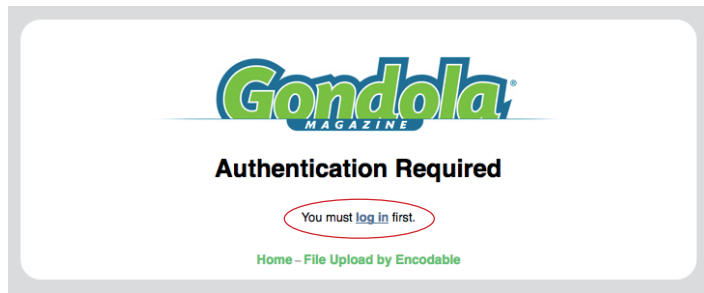 Gondola®
MAGAZINE
Authentication Required
You must log in first.
Home – File Upload by Encodable